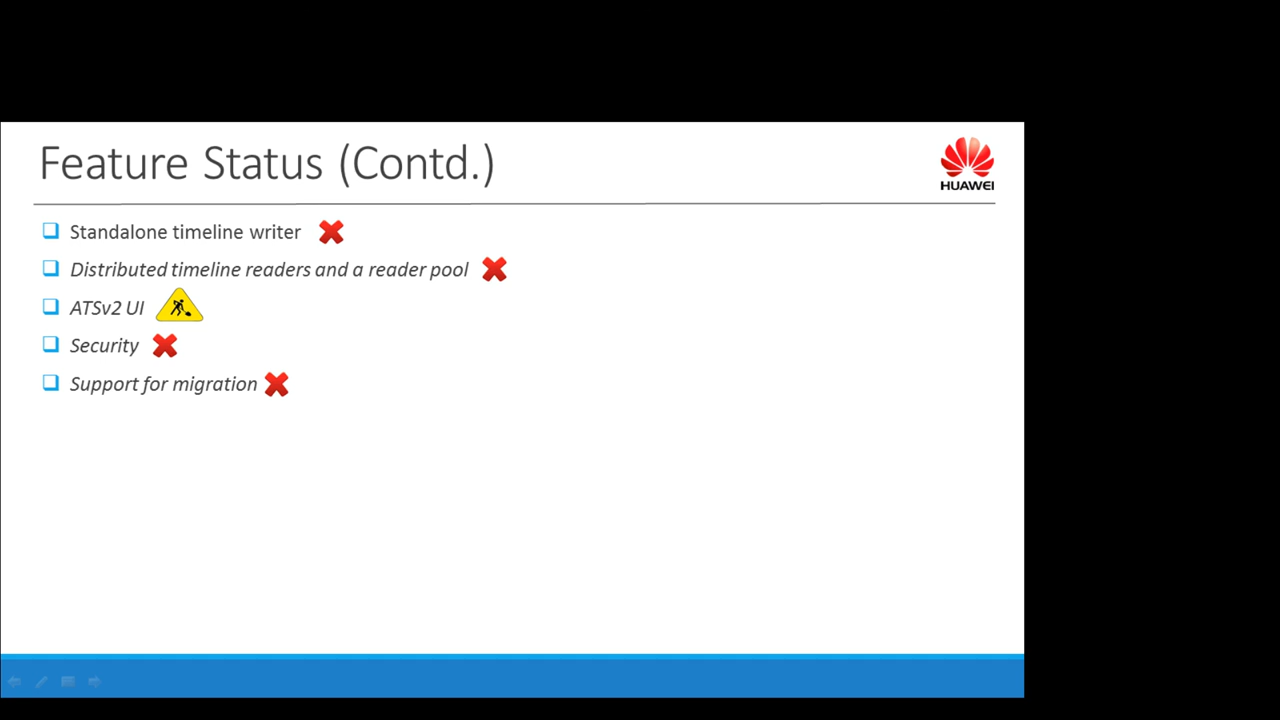 Feature Status (Contd.)
HUAWEI
Standalone timeline writer
Distributed timeline readers and a reader pool
ATSv2 UI
Security
Support for migration